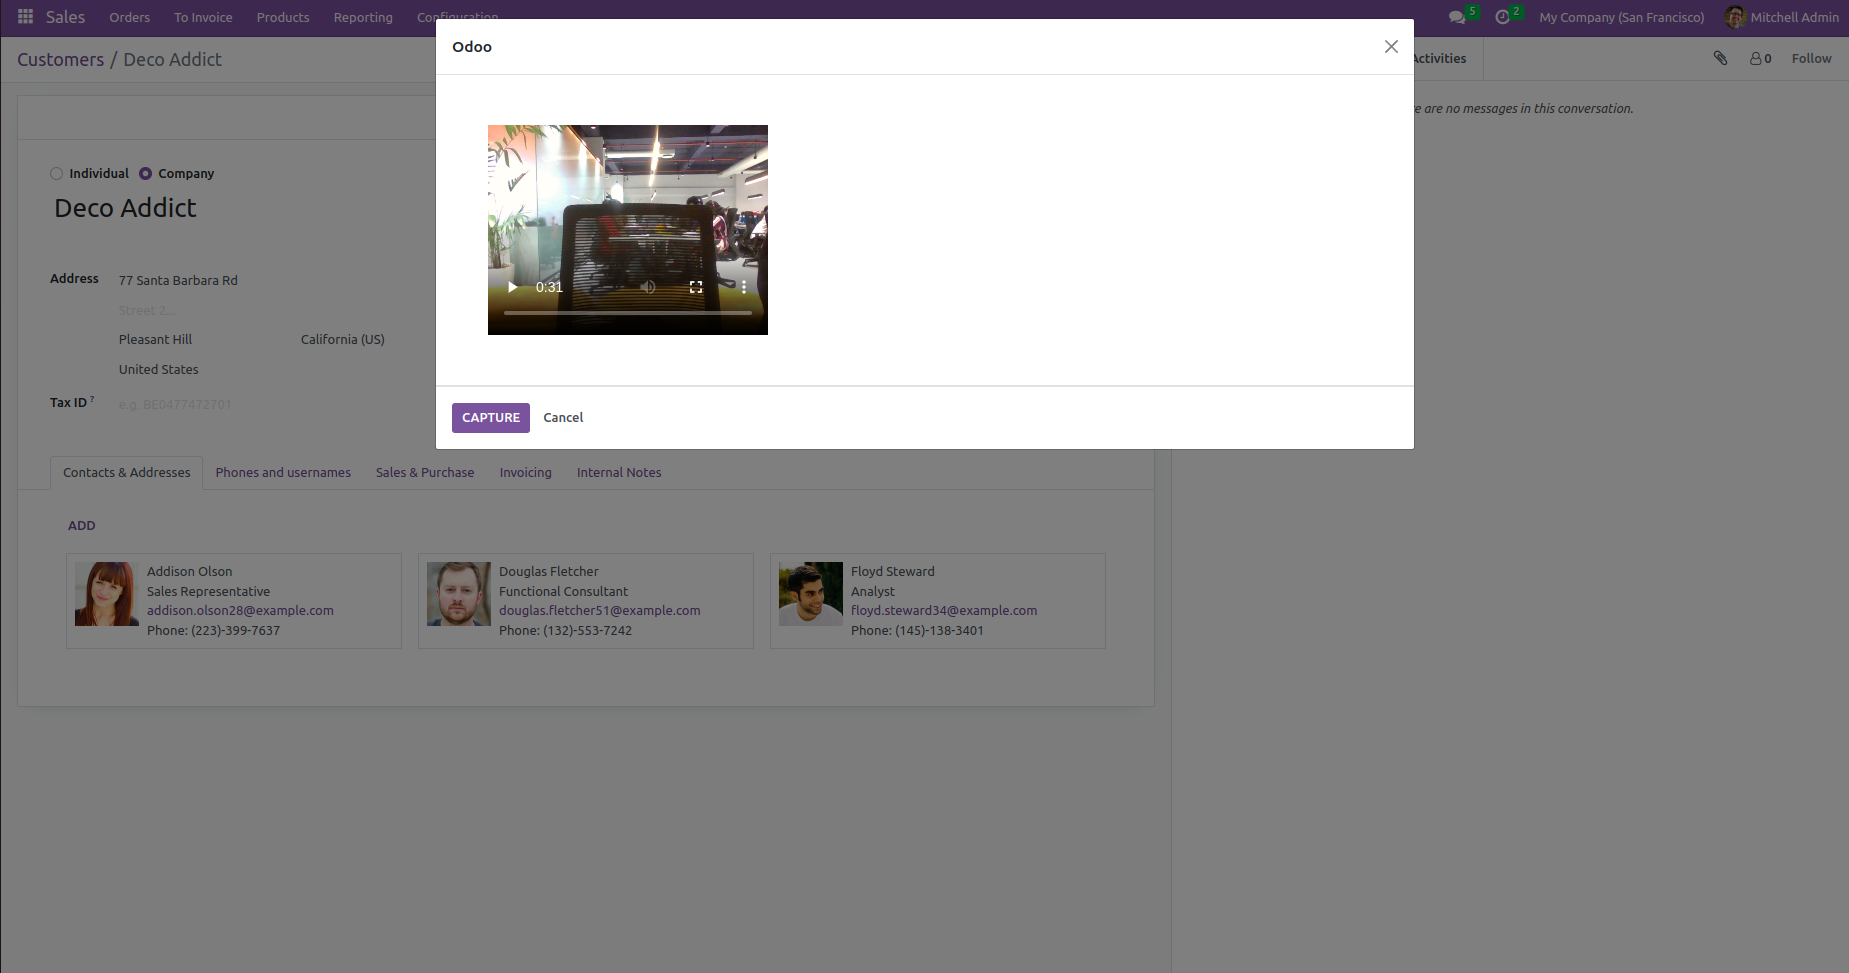 Sales Orders To Invoice Products Reporting Configuration 5 2 My Company (San Francisco) Mitchell Admin
Customers / Deco Addict
Activities 0 Follow
Odoo
e are no messages in this conversation.
Individual Company
Deco Addict
Address 77 Santa Barbara Rd
Street 2...
Pleasant Hill California (US)
United States
Tax ID ? e.g. BE0477472701
0:31
CAPTURE Cancel
Contacts & Addresses Phones and usernames Sales & Purchase Invoicing Internal Notes
ADD
Addison Olson
Sales Representative
addison.olson28@example.com
Phone: (223)-399-7637
Douglas Fletcher
Functional Consultant
douglas.fletcher51@example.com
Phone: (132)-553-7242
Floyd Steward
Analyst
floyd.steward34@example.com
Phone: (145)-138-3401